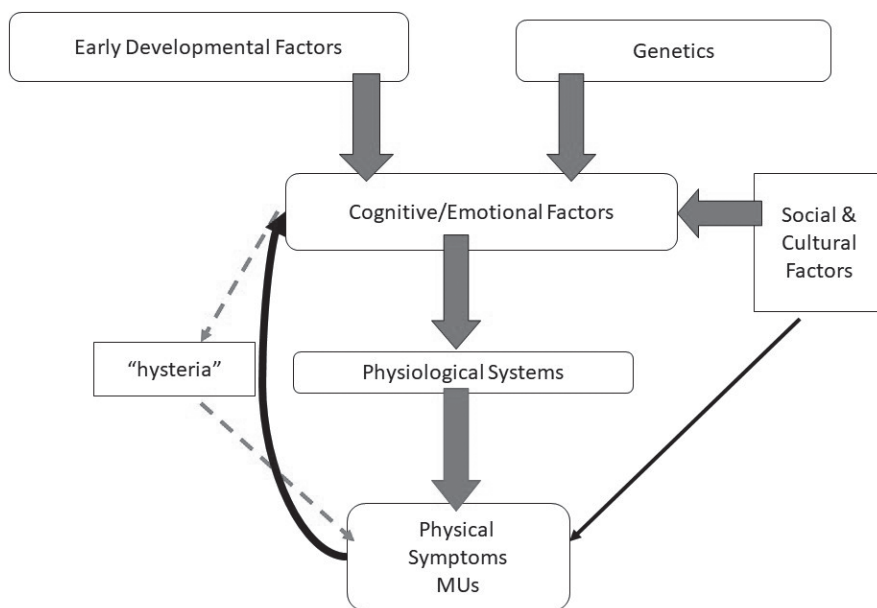 Early Developmental Factors
Genetics
Cognitive/Emotional Factors
Social &
Cultural
Factors
“hysteria”
Physiological Systems
Physical
Symptoms
MUs